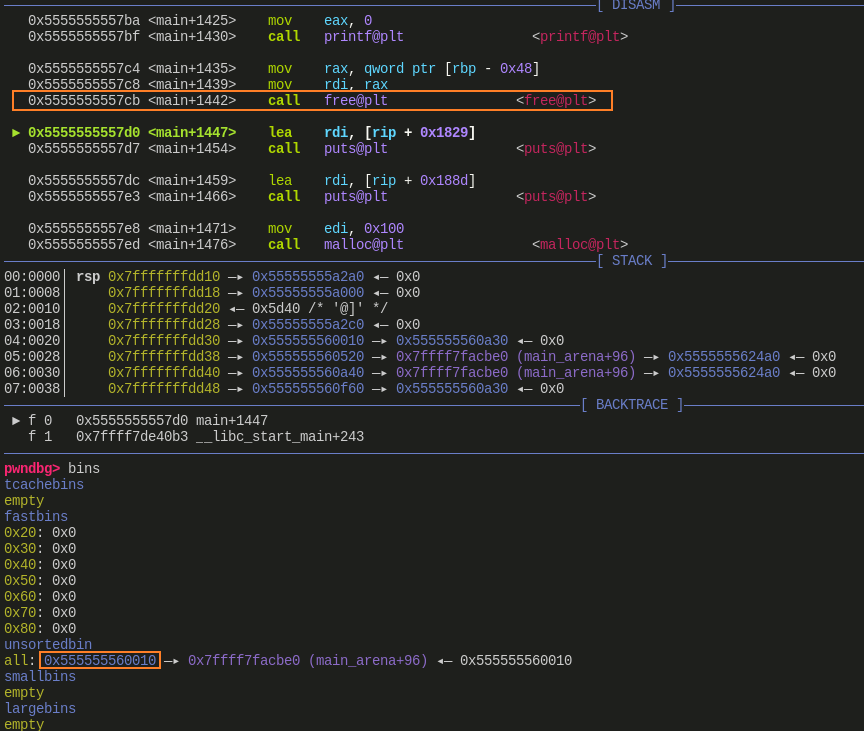 [ DISASM ]
0x5555555557ba <main+1425>    mov    eax, 0
0x5555555557bf <main+1430>    call   printf@plt                <printf@plt>
0x5555555557c4 <main+1435>    mov    rax, qword ptr [rbp - 0x48]
0x5555555557c8 <main+1439>    mov    rdi, rax
0x5555555557cb <main+1442>    call   free@plt                <free@plt>
► 0x5555555557d0 <main+1447>    lea    rdi, [rip + 0x1829]
0x5555555557d7 <main+1454>    call   puts@plt                <puts@plt>
0x5555555557dc <main+1459>    lea    rdi, [rip + 0x188d]
0x5555555557e3 <main+1466>    call   puts@plt                <puts@plt>
0x5555555557e8 <main+1471>    mov    edi, 0x100
0x5555555557ed <main+1476>    call   malloc@plt                <malloc@plt>
[ STACK ]
00:0000│ rsp 0x7fffffffdd10 —▸ 0x55555555a2a0 ◂— 0x0
01:0008│     0x7fffffffdd18 —▸ 0x55555555a000 ◂— 0x0
02:0010│     0x7fffffffdd20 ◂— 0x5d40 /* '@]' */
03:0018│     0x7fffffffdd28 —▸ 0x55555555a2c0 ◂— 0x0
04:0020│     0x7fffffffdd30 —▸ 0x555555560010 —▸ 0x555555560a30 ◂— 0x0
05:0028│     0x7fffffffdd38 —▸ 0x555555560520 —▸ 0x7ffff7facbe0 (main_arena+96) —▸ 0x5555555624a0 ◂— 0x0
06:0030│     0x7fffffffdd40 —▸ 0x555555560a40 —▸ 0x7ffff7facbe0 (main_arena+96) —▸ 0x5555555624a0 ◂— 0x0
07:0038│     0x7fffffffdd48 —▸ 0x555555560f60 —▸ 0x555555560a30 ◂— 0x0
[ BACKTRACE ]
► f 0   0x5555555557d0 main+1447
f 1   0x7ffff7de40b3 __libc_start_main+243
pwndbg> bins
tcachebins
empty
fastbins
0x20: 0x0
0x30: 0x0
0x40: 0x0
0x50: 0x0
0x60: 0x0
0x70: 0x0
0x80: 0x0
unsortedbin
all: 0x555555560010 —▸ 0x7ffff7facbe0 (main_arena+96) ◂— 0x555555560010
smallbins
empty
largebins
empty